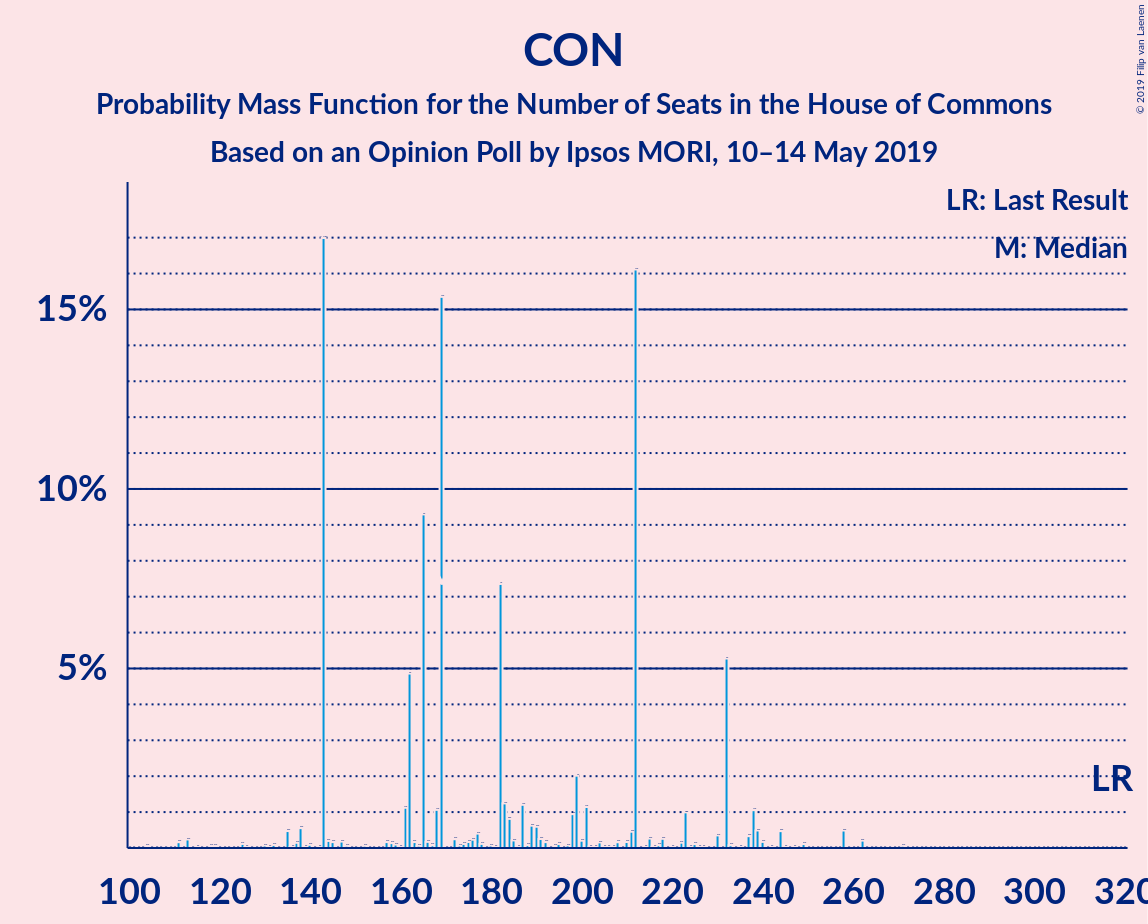 CON
Probability Mass Function for the Number of Seats in the House of Commons
Based on an Opinion Poll by Ipsos MORI, 10–14 May 2019
© 2019 Filip van Laenen
LR: Last Result
M: Median
15%
10%
5%
LR
100 120 140 160 180 200 220 240 260 280 300 320